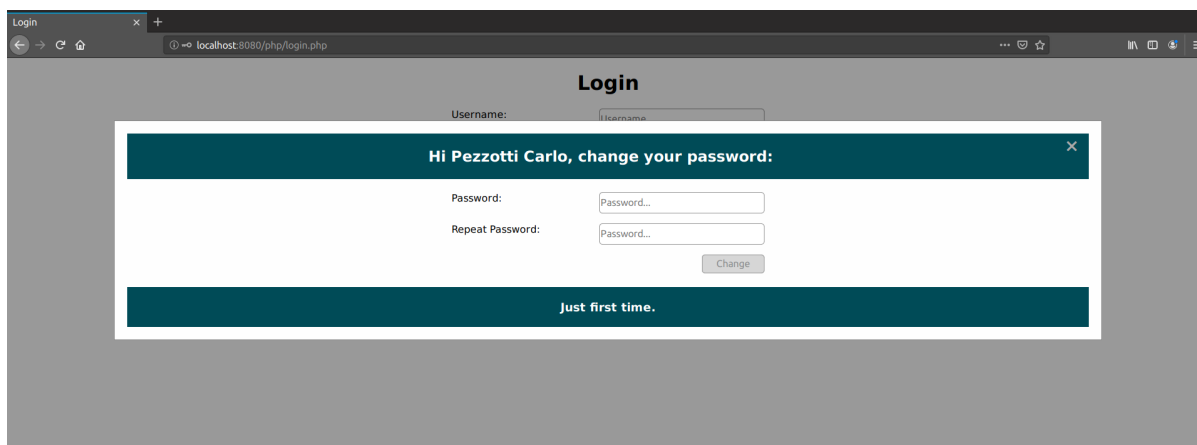 Login
localhost:8080/php/login.php
Login
Username:
Username
Hi Pezzotti Carlo, change your password:
Password:
Password...
Repeat Password:
Password...
Change
Just first time.